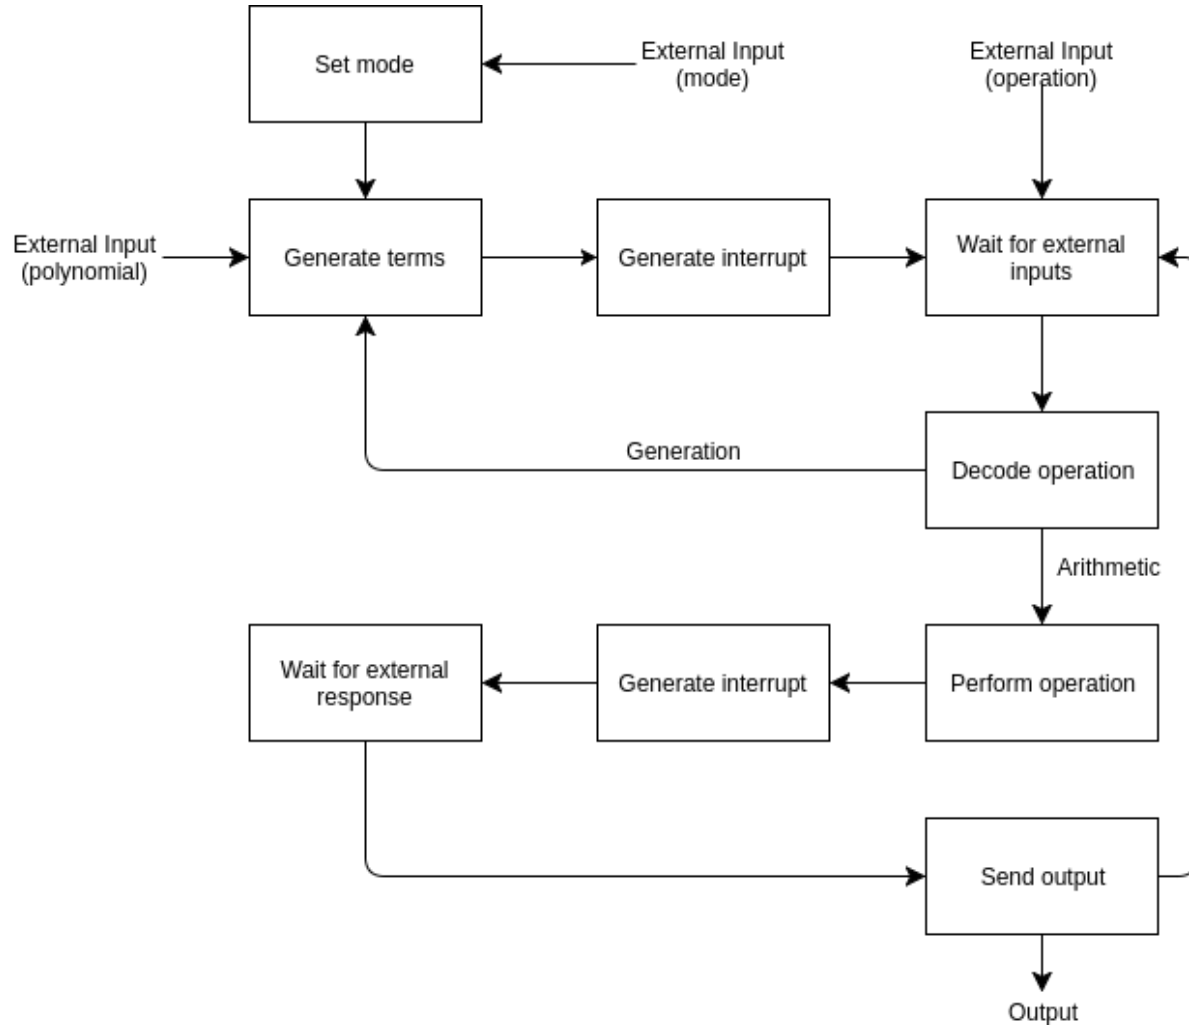 Set mode
External Input
(mode)
External Input
(operation)
External Input
(polynomial)
Generate terms
Generate interrupt
Wait for external
inputs
Generation
Decode operation
Arithmetic
Wait for external
response
Generate interrupt
Perform operation
Send output
Output